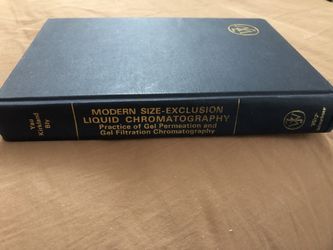 Yau
Kirkland
Bly
MODERN SIZE-EXCLUSION
LIQUID CHROMATOGRAPHY
Practice of Gel Permeation and
Gel Filtration Chromatography